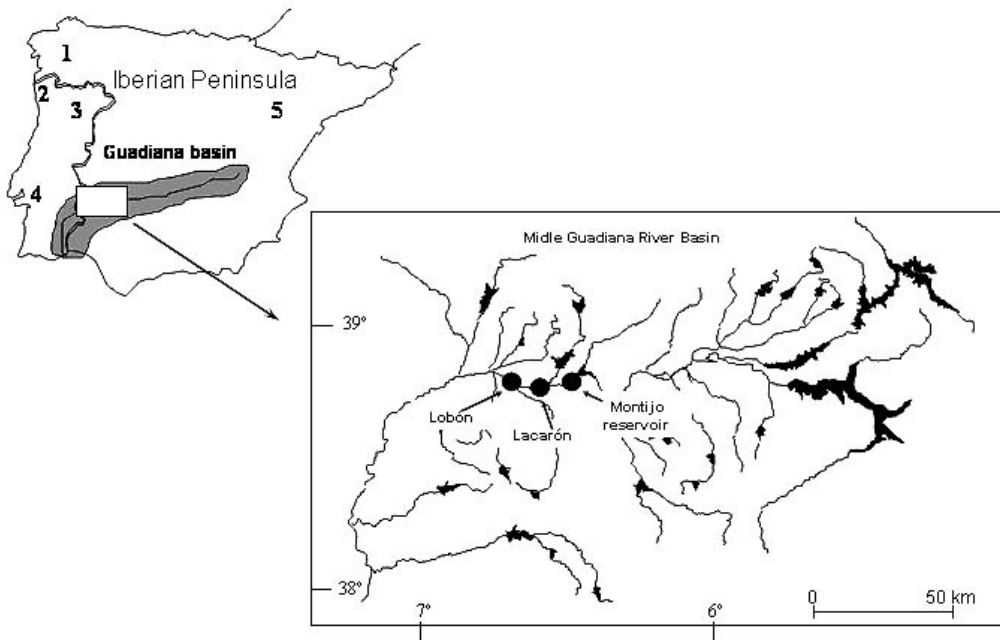 1
Iberian Peninsula
2
3
5
Guadiana basin
4
Midle Guadiana River Basin
39°
Lobón
Lacarón
Montijo
reservoir
38°
0
50 km
7°
6°